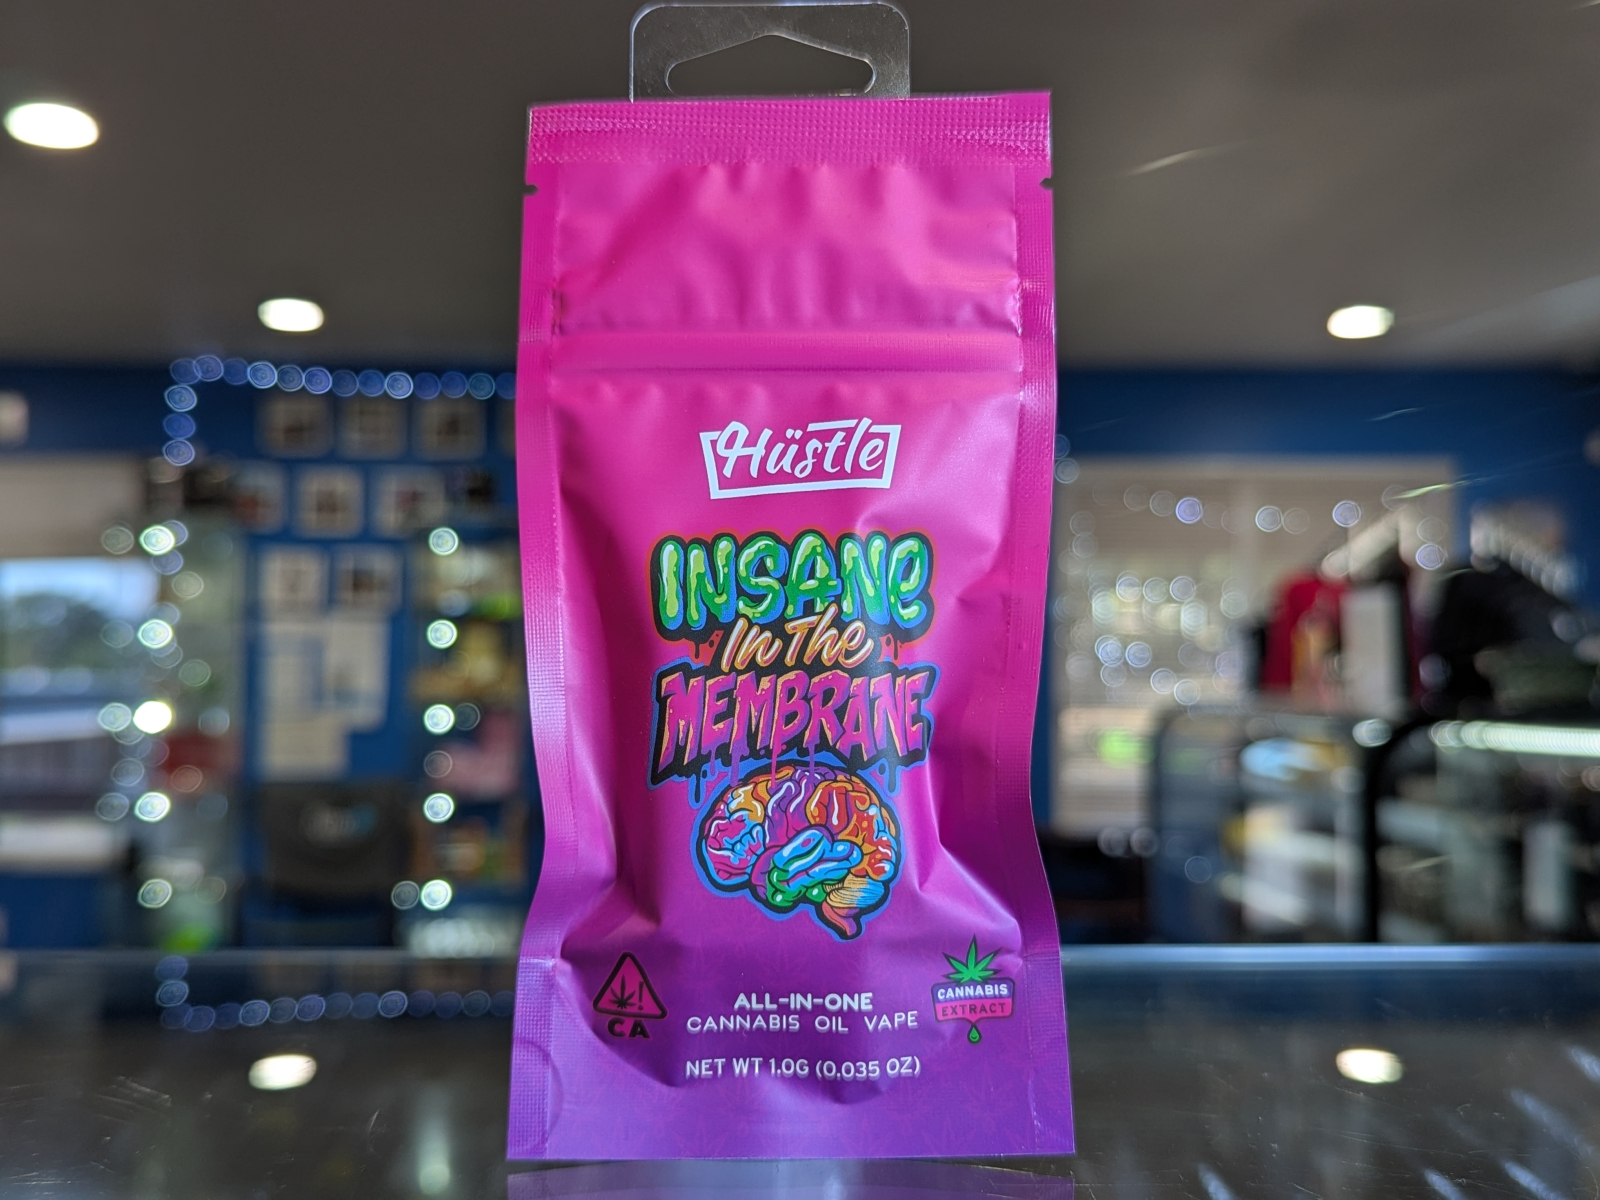 Hüstle
INSANE
In The
MEMBRANE
CA
ALL-IN-ONE
CANNABIS OIL VAPE
CANNABIS
EXTRACT
NET WT 1.0G (0.035 OZ)